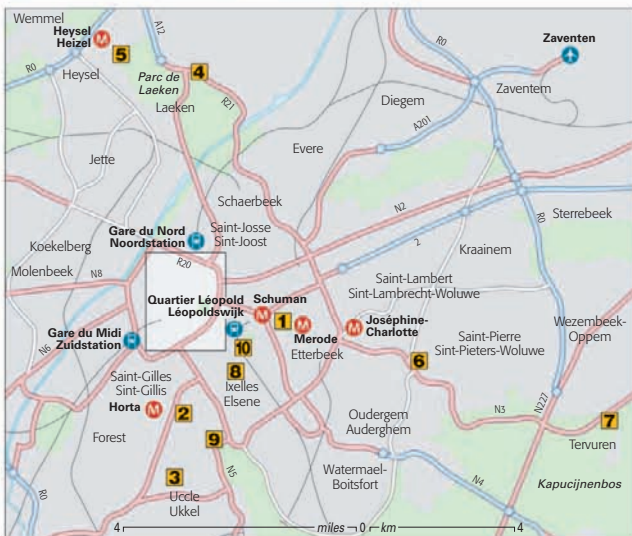 Wemmel
Heysel
Heizel
M
5
A12
R0
Heysel
Parc de
Laeken
4
Laeken
R21
R0
Zaventen
Zaventem
Diegem
A201
Evere
Jette
Schaerbeek
N2
Gare du Nord
Noordstation
Saint-Josse
Sint-Joost
R0
Sterrebeek
2
Kraainem
Koekelberg
Molenbeek
N8
R20
Saint-Lambert
Sint-Lambrecht-Woluwe
Quartier Léopold
Léopoldswijk
Schuman
M
1
M
Merode
Etterbeek
M
Joséphine-
Charlotte
Wezembeek-
Oppem
Gare du Midi
Zuidstation
N6
10
Saint-Pierre
Sint-Pieters-Woluwe
6
8
Ixelles
Elsene
Saint-Gilles
Sint-Gillis
Horta
M
2
N3
N227
7
Tervuren
Oudergem
Auderghem
Forest
9
N5
3
Uccle
Ukkel
Watermael-
Boitsfort
N4
Kapucijnenbos
R0
4 miles 0 km 4